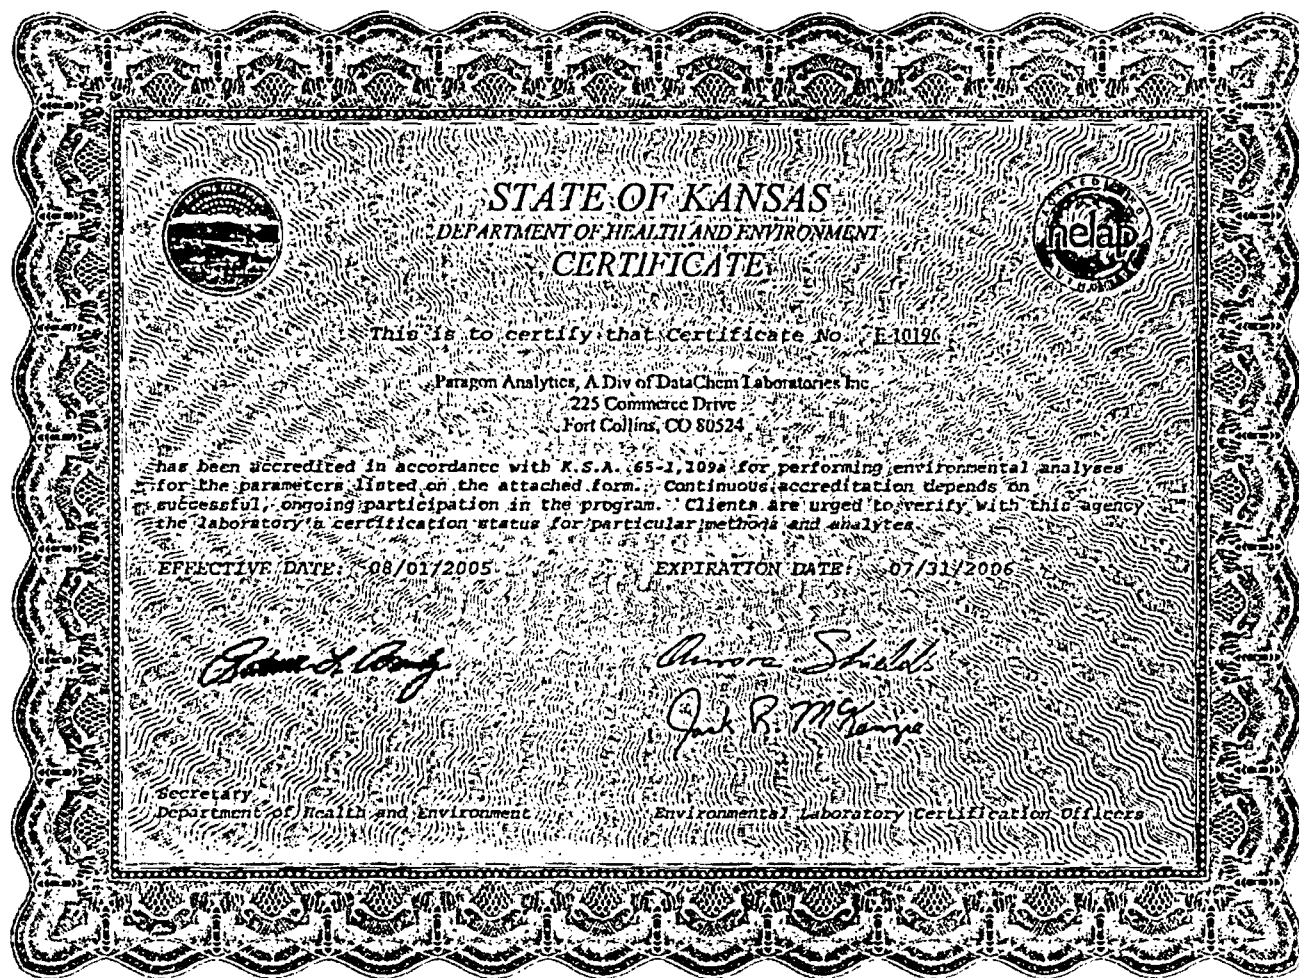 STATE OF KANSAS
DEPARTMENT OF HEALTH AND ENVIRONMENT
CERTIFICATE
nelap
This is to certify that Certificate No. E-10196
Paragon Analytics, A Div of DataChem Laboratories Inc
225 Commerce Drive
Fort Collins, CO 80524
has been accredited in accordance with K.S.A. 65-1,109a for performing environmental analyses
for the parameters listed on the attached form. Continuous accreditation depends on
successful, ongoing participation in the program. Clients are urged to verify with this agency
the laboratory's certification status for particular methods and analytes
EFFECTIVE DATE: 08/01/2005 EXPIRATION DATE: 07/31/2006
Aurora Shields
Jack R. McKenzie
Secretary
Department of Health and Environment Environmental Laboratory Certification Officers